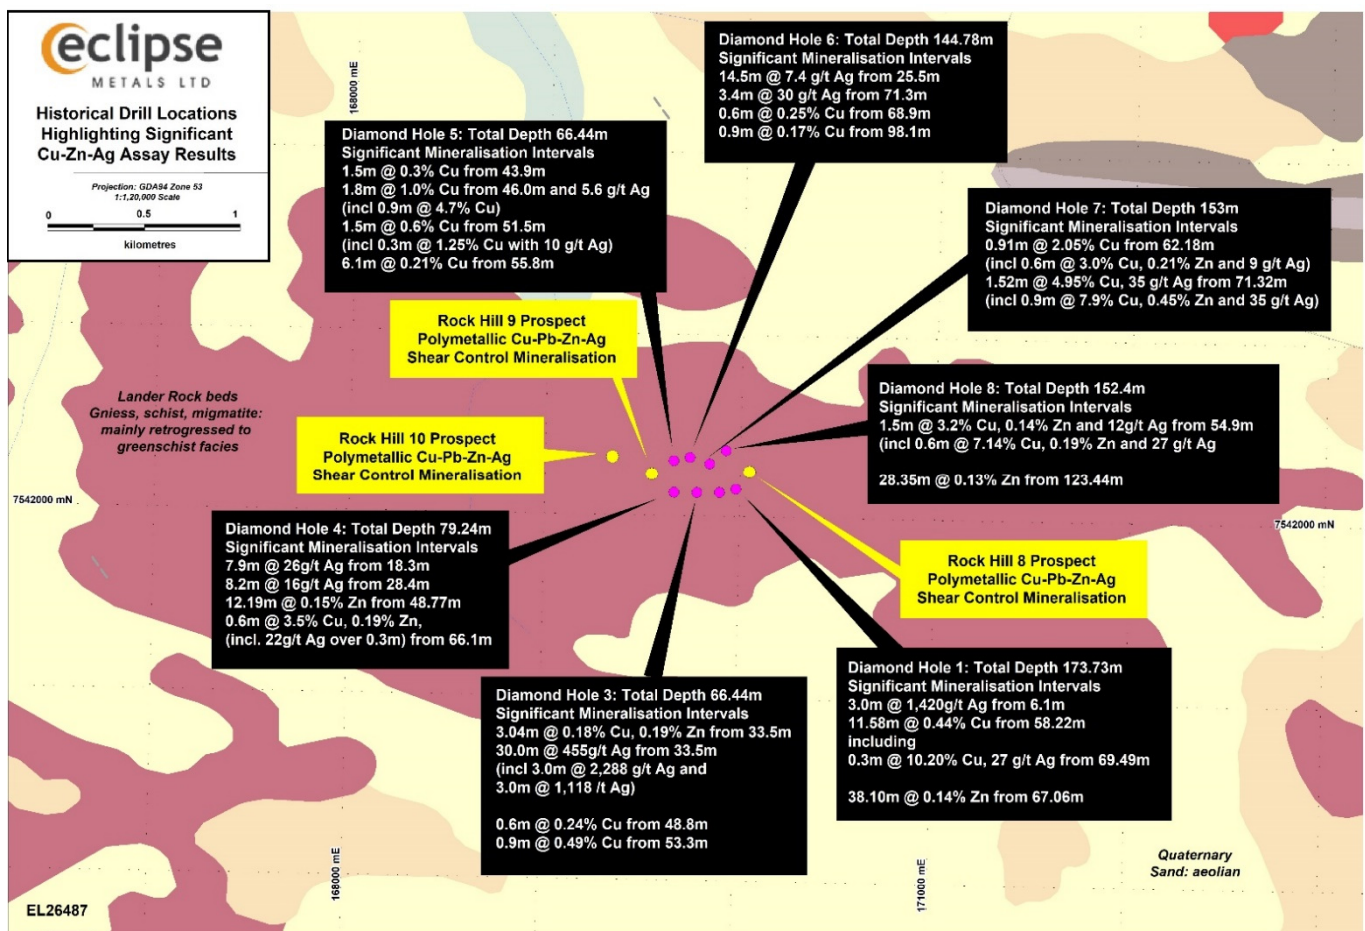 eclipse
METALS LTD
Historical Drill Locations
Highlighting Significant
Cu-Zn-Ag Assay Results
Projection: GDA94 Zone 53
1:1,20,000 Scale
0 0.5 1
kilometres
168000 mE
Diamond Hole 6: Total Depth 144.78m
Significant Mineralisation Intervals
14.5m @ 7.4 g/t Ag from 25.5m
3.4m @ 30 g/t Ag from 71.3m
0.6m @ 0.25% Cu from 68.9m
0.9m @ 0.17% Cu from 98.1m
Diamond Hole 5: Total Depth 66.44m
Significant Mineralisation Intervals
1.5m @ 0.3% Cu from 43.9m
1.8m @ 1.0% Cu from 46.0m and 5.6 g/t Ag
(incl 0.9m @ 4.7% Cu)
1.5m @ 0.6% Cu from 51.5m
(incl 0.3m @ 1.25% Cu with 10 g/t Ag)
6.1m @ 0.21% Cu from 55.8m
Diamond Hole 7: Total Depth 153m
Significant Mineralisation Intervals
0.91m @ 2.05% Cu from 62.18m
(incl 0.6m @ 3.0% Cu, 0.21% Zn and 9 g/t Ag)
1.52m @ 4.95% Cu, 35 g/t Ag from 71.32m
(incl 0.9m @ 7.9% Cu, 0.45% Zn and 35 g/t Ag)
Rock Hill 9 Prospect
Polymetallic Cu-Pb-Zn-Ag
Shear Control Mineralisation
Diamond Hole 8: Total Depth 152.4m
Significant Mineralisation Intervals
1.5m @ 3.2% Cu, 0.14% Zn and 12g/t Ag from 54.9m
(incl 0.6m @ 7.14% Cu, 0.19% Zn and 27 g/t Ag
28.35m @ 0.13% Zn from 123.44m
Lander Rock beds
Gniess, schist, migmatite:
mainly retrogressed to
greenschist facies
Rock Hill 10 Prospect
Polymetallic Cu-Pb-Zn-Ag
Shear Control Mineralisation
7542000 mN
7542000 mN
Diamond Hole 4: Total Depth 79.24m
Significant Mineralisation Intervals
7.9m @ 26g/t Ag from 18.3m
8.2m @ 16g/t Ag from 28.4m
12.19m @ 0.15% Zn from 48.77m
0.6m @ 3.5% Cu, 0.19% Zn,
(incl. 22g/t Ag over 0.3m) from 66.1m
Rock Hill 8 Prospect
Polymetallic Cu-Pb-Zn-Ag
Shear Control Mineralisation
Diamond Hole 3: Total Depth 66.44m
Significant Mineralisation Intervals
3.04m @ 0.18% Cu, 0.19% Zn from 33.5m
30.0m @ 455g/t Ag from 33.5m
(incl 3.0m @ 2,288 g/t Ag and
3.0m @ 1,118 /t Ag)
0.6m @ 0.24% Cu from 48.8m
0.9m @ 0.49% Cu from 53.3m
Diamond Hole 1: Total Depth 173.73m
Significant Mineralisation Intervals
3.0m @ 1,420g/t Ag from 6.1m
11.58m @ 0.44% Cu from 58.22m
including
0.3m @ 10.20% Cu, 27 g/t Ag from 69.49m
38.10m @ 0.14% Zn from 67.06m
168000 mE
171000 mE
Quaternary
Sand: aeolian
EL26487